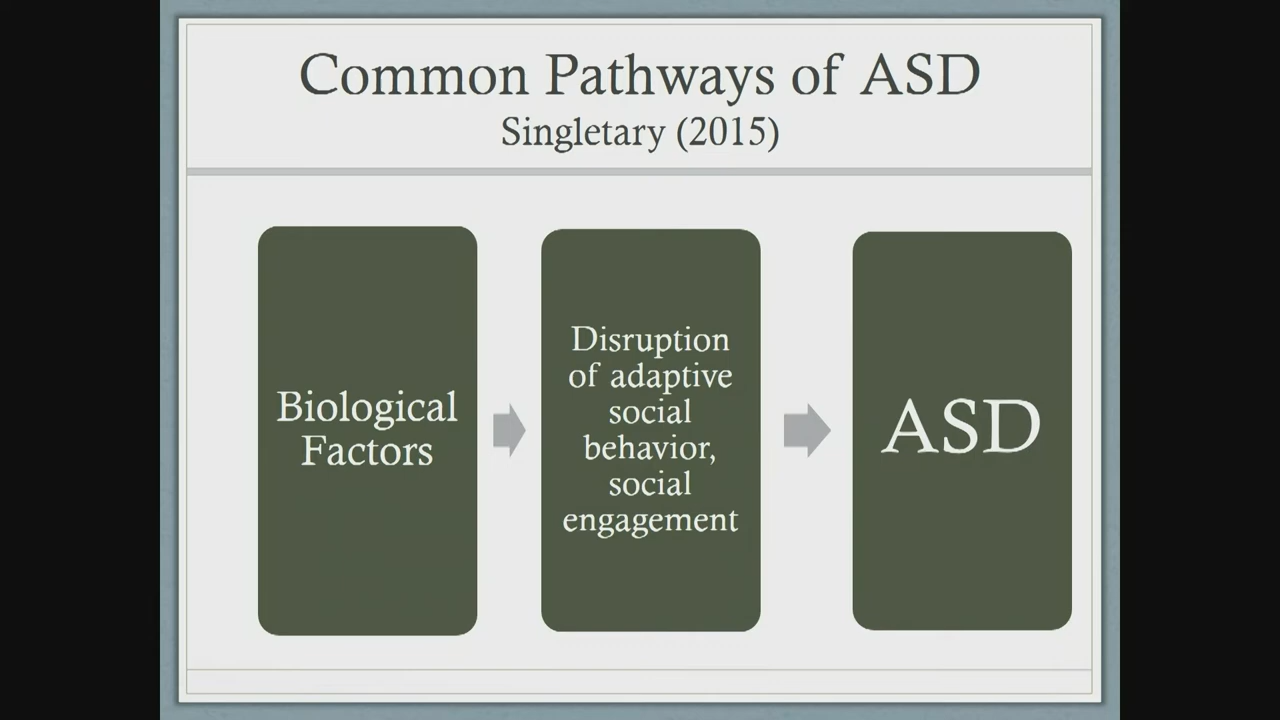 Common Pathways of ASD
Singletary (2015)
Biological
Factors
Disruption
of adaptive
social
behavior,
social
engagement
ASD